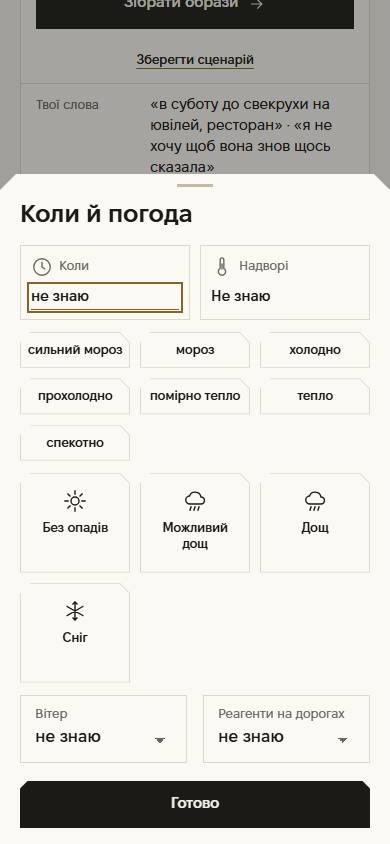 Зібрати образи →
Зберегти сценарій
Твої слова
«в суботу до свекрухи на
ювілей, ресторан» · «я не
хочу щоб вона знов щось
сказала»
Коли й погода
Коли
не знаю
Надворі
Не знаю
сильний мороз
мороз
холодно
прохолодно
помірно тепло
тепло
спекотно
Без опадів
Можливий
дощ
Дощ
Сніг
Вітер
не знаю
Реагенти на дорогах
не знаю
Готово